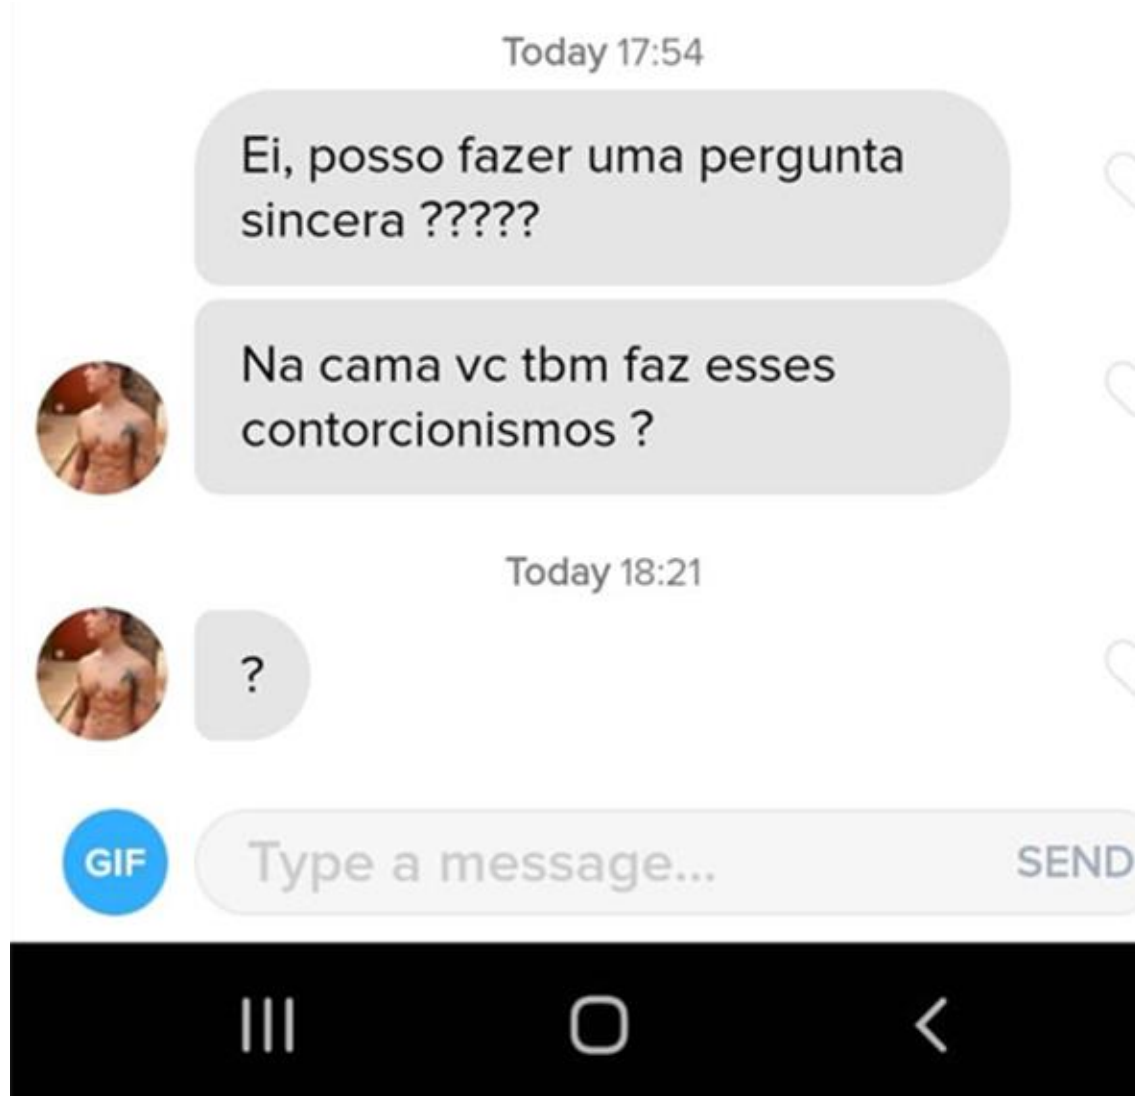 Today 17:54
Ei, posso fazer uma pergunta
sincera ?????
Na cama vc tbm faz esses
contorcionismos ?
Today 18:21
?
GIF
Type a message...
SEND